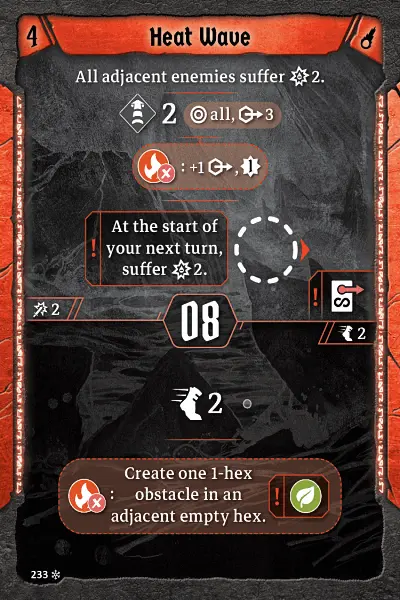 4
Heat Wave
All adjacent enemies suffer 2.
2 all, 3
: +1 ,
! At the start of
your next turn,
suffer 2.
!
2
08
2
2
Create one 1-hex
: obstacle in an !
adjacent empty hex.
233